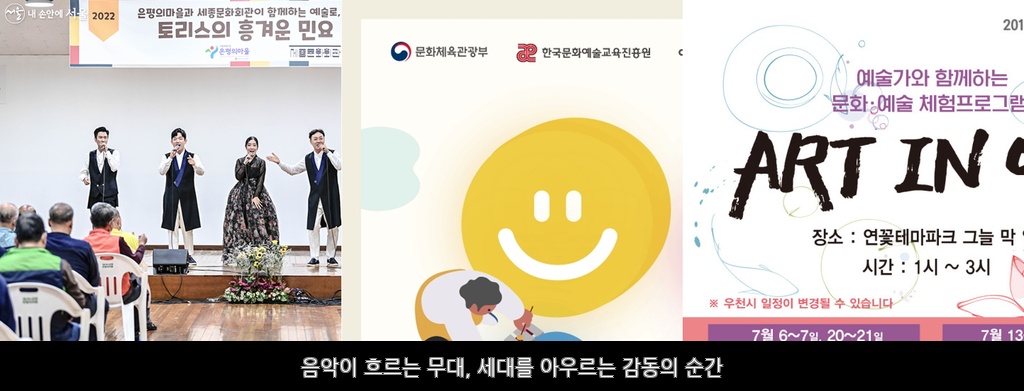 내 손안에 서울
2022
은평의마을과 세종문화회관이 함께하는 예술로,
토리스의 흥겨운 민요
은평의마을
문화체육관광부
한국문화예술교육진흥원
201
예술가와 함께하는
문화·예술 체험프로그램
ART IN
장소 : 연꽃테마파크 그늘 막
시간 : 1시 ~ 3시
※ 우천시 일정이 변경될 수 있습니다
7월 6~7일, 20~21일
7월 13
음악이 흐르는 무대, 세대를 아우르는 감동의 순간